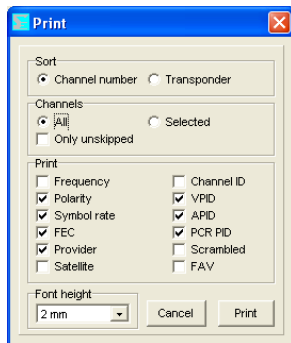 Print
Sort
Channel number Transponder
Channels
All Selected
Only unskipped
Print
Frequency Channel ID
Polarity VPID
Symbol rate APID
FEC PCR PID
Provider Scrambled
Satellite FAV
Font height
2 mm Cancel Print